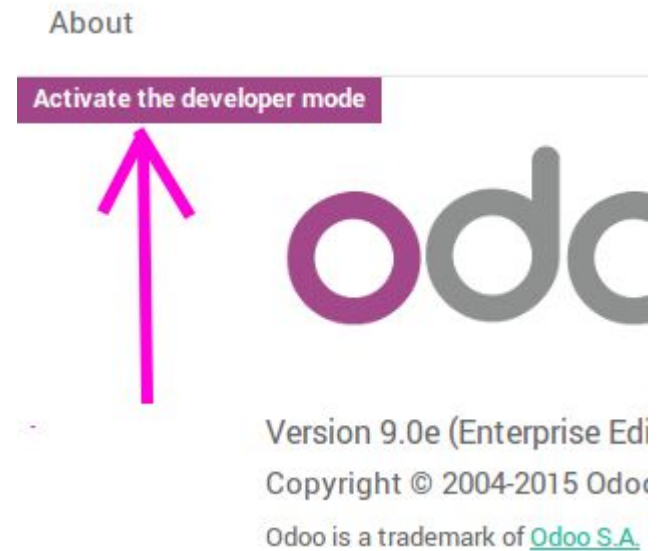 About
Activate the developer mode
odo
Version 9.0e (Enterprise Edi
Copyright © 2004-2015 Odoo
Odoo is a trademark of Odoo S.A.